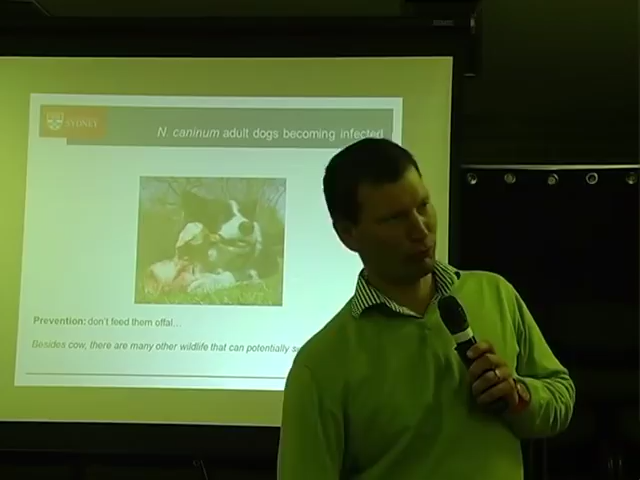 SYDNEY
N. caninum adult dogs becoming infected
Prevention: don't feed them offal...
Besides cow, there are many other wildlife that can potentially